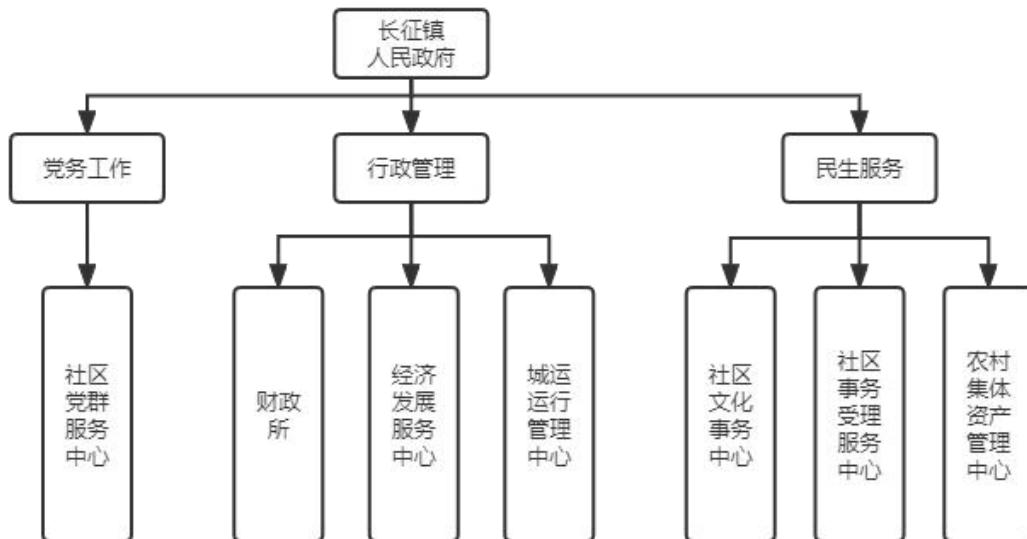 长征镇
人民政府
党务工作
行政管理
民生服务
社区
党群
服务
中心
财政
所
经济
发展
服务
中心
城运
运行
管理
中心
社区
文化
事务
中心
社区
事务
受理
服务
中心
农村
集体
资产
管理
中心